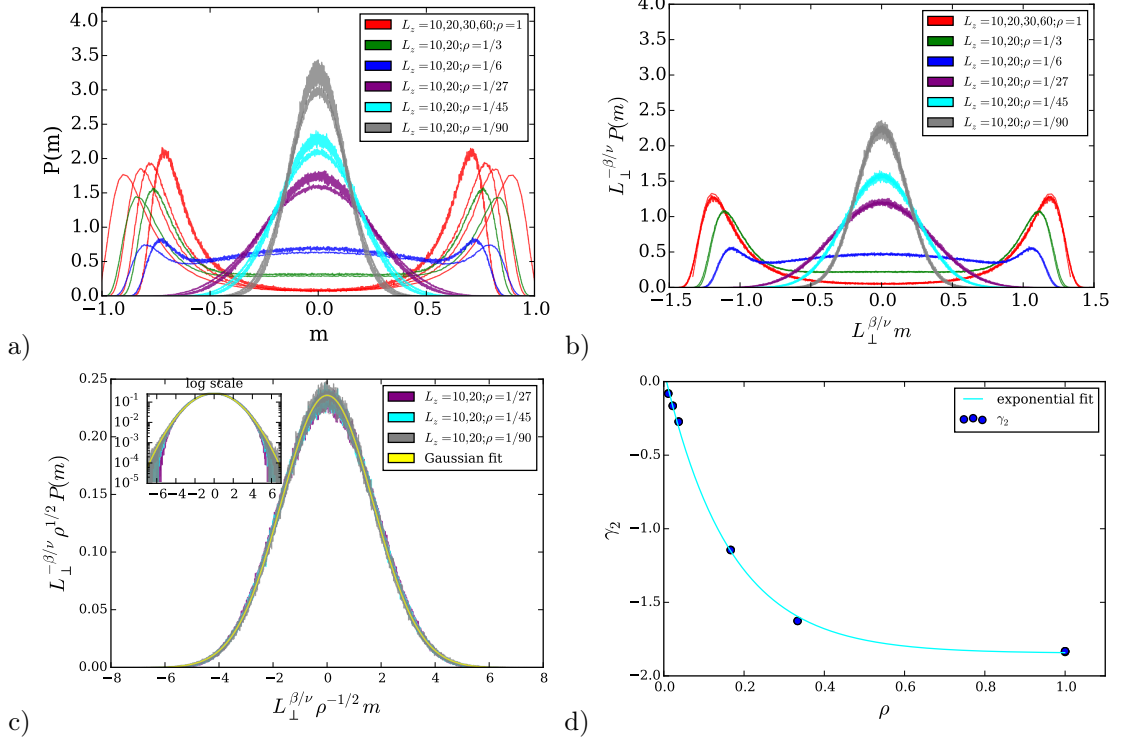 4.0
3.5
3.0
2.5
2.0
1.5
1.0
0.5
0.0
P(m)
−1.0 −0.5 0.0 0.5 1.0
m
L_z =10,20,30,60;ρ=1
L_z =10,20;ρ=1/3
L_z =10,20;ρ=1/6
L_z =10,20;ρ=1/27
L_z =10,20;ρ=1/45
L_z =10,20;ρ=1/90
a)
4.0
3.5
3.0
2.5
2.0
1.5
1.0
0.5
0.0
L_⊥^{−β/ν} P(m)
−1.5 −1.0 −0.5 0.0 0.5 1.0 1.5
L_⊥^{β/ν} m
L_z =10,20,30,60;ρ=1
L_z =10,20;ρ=1/3
L_z =10,20;ρ=1/6
L_z =10,20;ρ=1/27
L_z =10,20;ρ=1/45
L_z =10,20;ρ=1/90
b)
0.25
0.20
0.15
0.10
0.05
0.00
L_⊥^{−β/ν} ρ^{1/2} P(m)
−8 −6 −4 −2 0 2 4 6 8
L_⊥^{β/ν} ρ^{−1/2} m
log scale
10^{-1}
10^{-2}
10^{-3}
10^{-4}
10^{-5}
−6 −4 −2 0 2 4 6
L_z =10,20;ρ=1/27
L_z =10,20;ρ=1/45
L_z =10,20;ρ=1/90
Gaussian fit
c)
0.0
−0.5
−1.0
−1.5
−2.0
γ_2
0.0 0.2 0.4 0.6 0.8 1.0
ρ
exponential fit
γ_2
d)